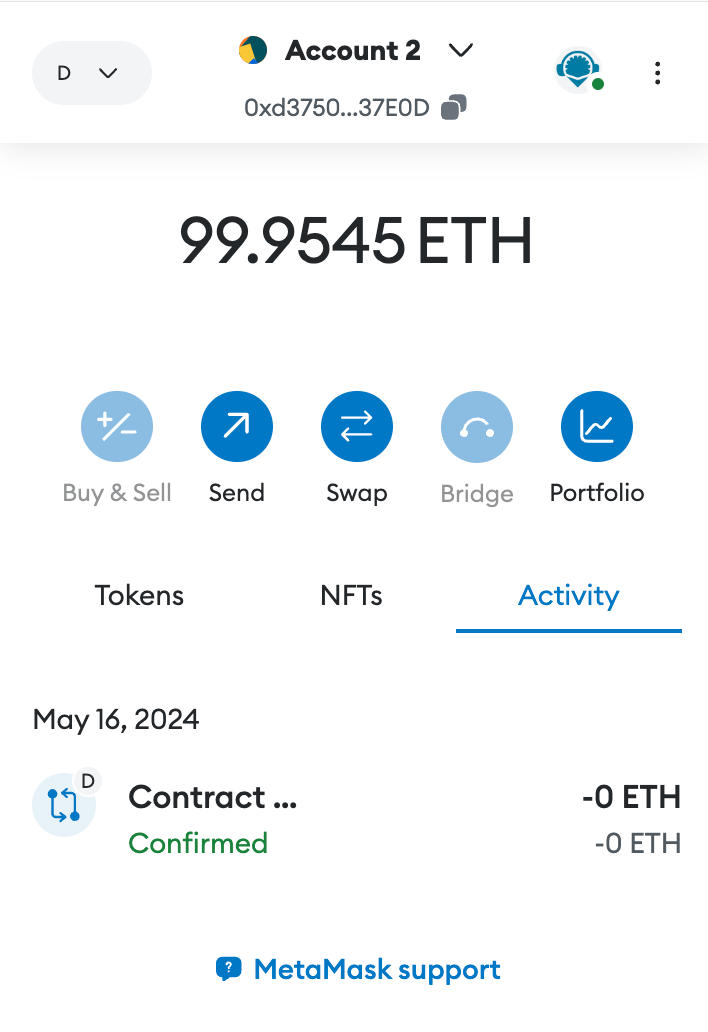 D
Account 2
0xd3750...37E0D
99.9545 ETH
Buy & Sell
Send
Swap
Bridge
Portfolio
Tokens
NFTs
Activity
May 16, 2024
D
Contract ...
-0 ETH
Confirmed
-0 ETH
?
MetaMask support